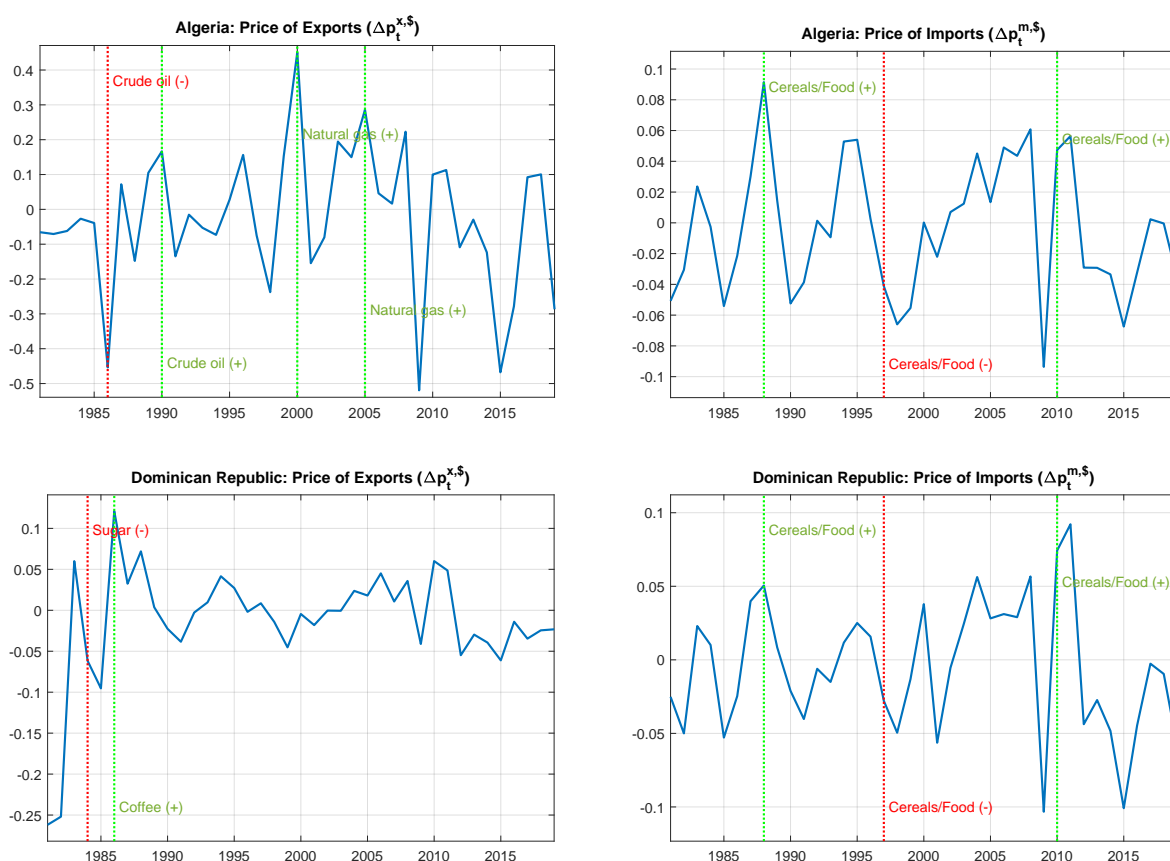 Algeria: Price of Exports (Δp_t^{x,$})
0.4
0.3
0.2
0.1
0
-0.1
-0.2
-0.3
-0.4
-0.5
Crude oil (-)
Natural gas (+)
Natural gas (+)
Crude oil (+)
1985 1990 1995 2000 2005 2010 2015
Algeria: Price of Imports (Δp_t^{m,$})
0.1
0.08
0.06
0.04
0.02
0
-0.02
-0.04
-0.06
-0.08
-0.1
Cereals/Food (+)
Cereals/Food (+)
Cereals/Food (-)
1985 1990 1995 2000 2005 2010 2015
Dominican Republic: Price of Exports (Δp_t^{x,$})
0.1
0.05
0
-0.05
-0.1
-0.15
-0.2
-0.25
Sugar (-)
Coffee (+)
1985 1990 1995 2000 2005 2010 2015
Dominican Republic: Price of Imports (Δp_t^{m,$})
0.1
0.05
0
-0.05
-0.1
Cereals/Food (+)
Cereals/Food (+)
Cereals/Food (-)
1985 1990 1995 2000 2005 2010 2015